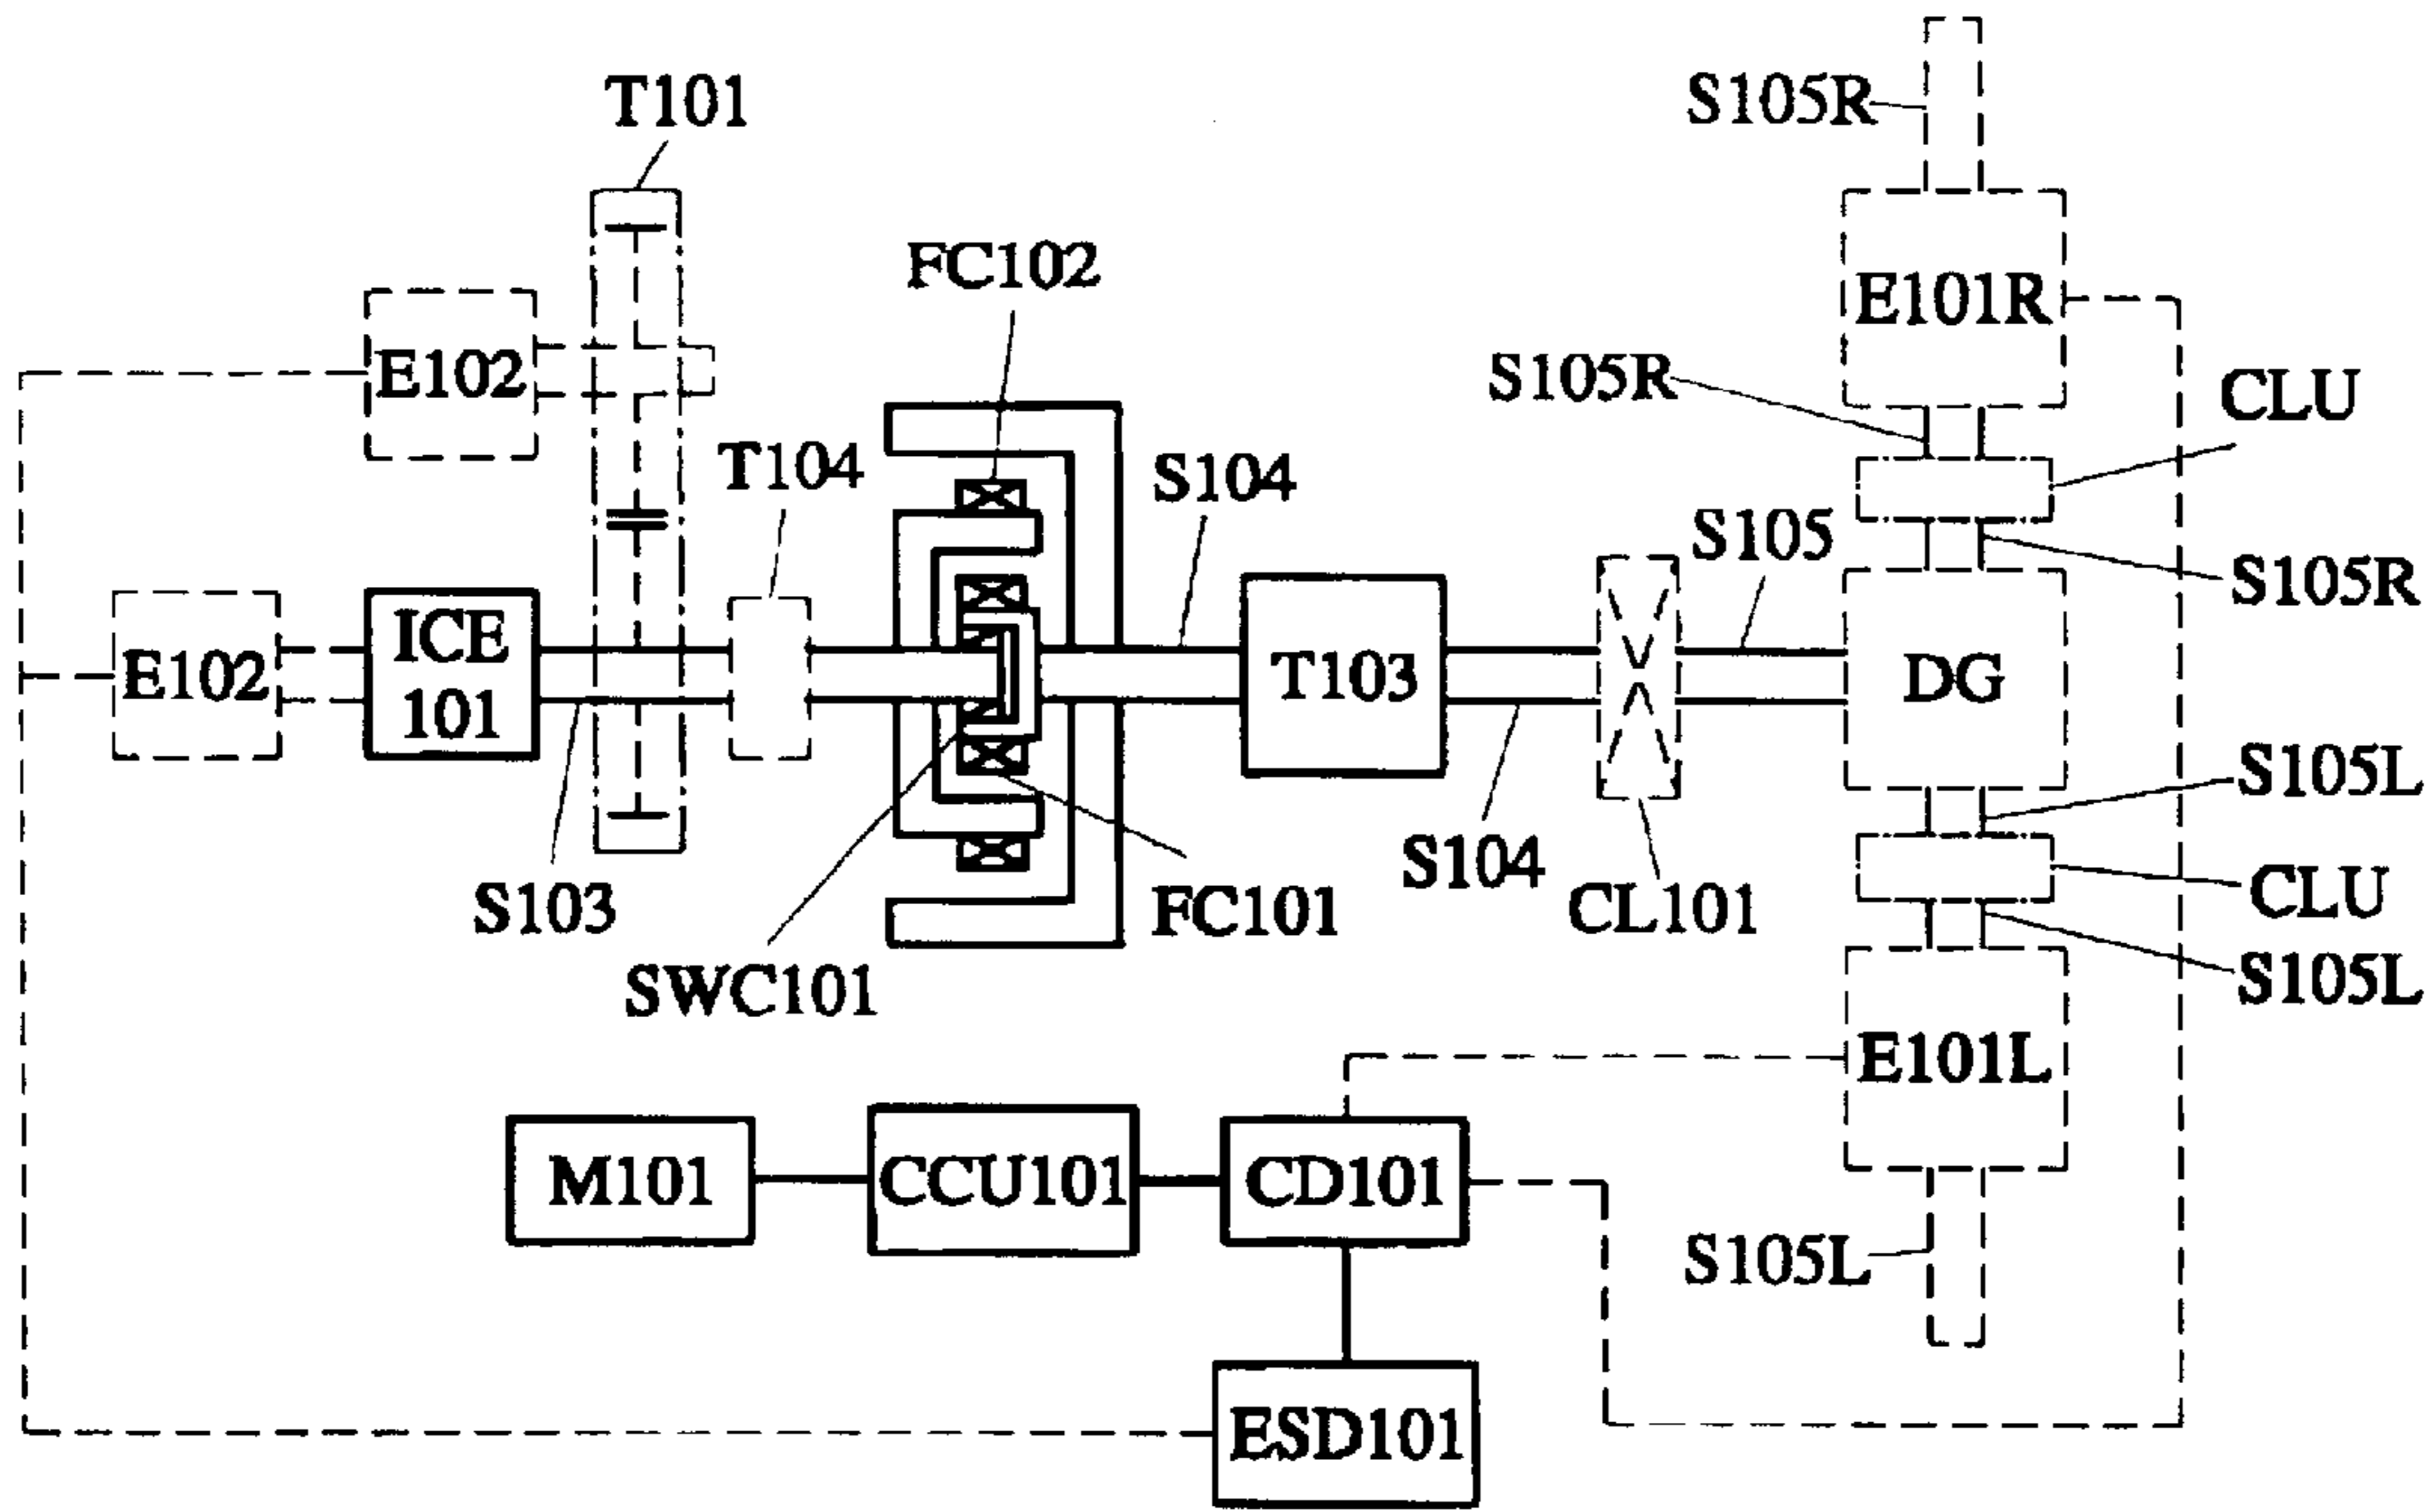 S105R
T101
FC102
E101R
E102
S105R
CLU
T104
S104
S105
S105R
ICE
101
E102
T103
DG
S105L
S104
CLU
S103
FC101
CL101
SWC101
S105L
E101L
M101
CCU101
CD101
S105L
ESD101